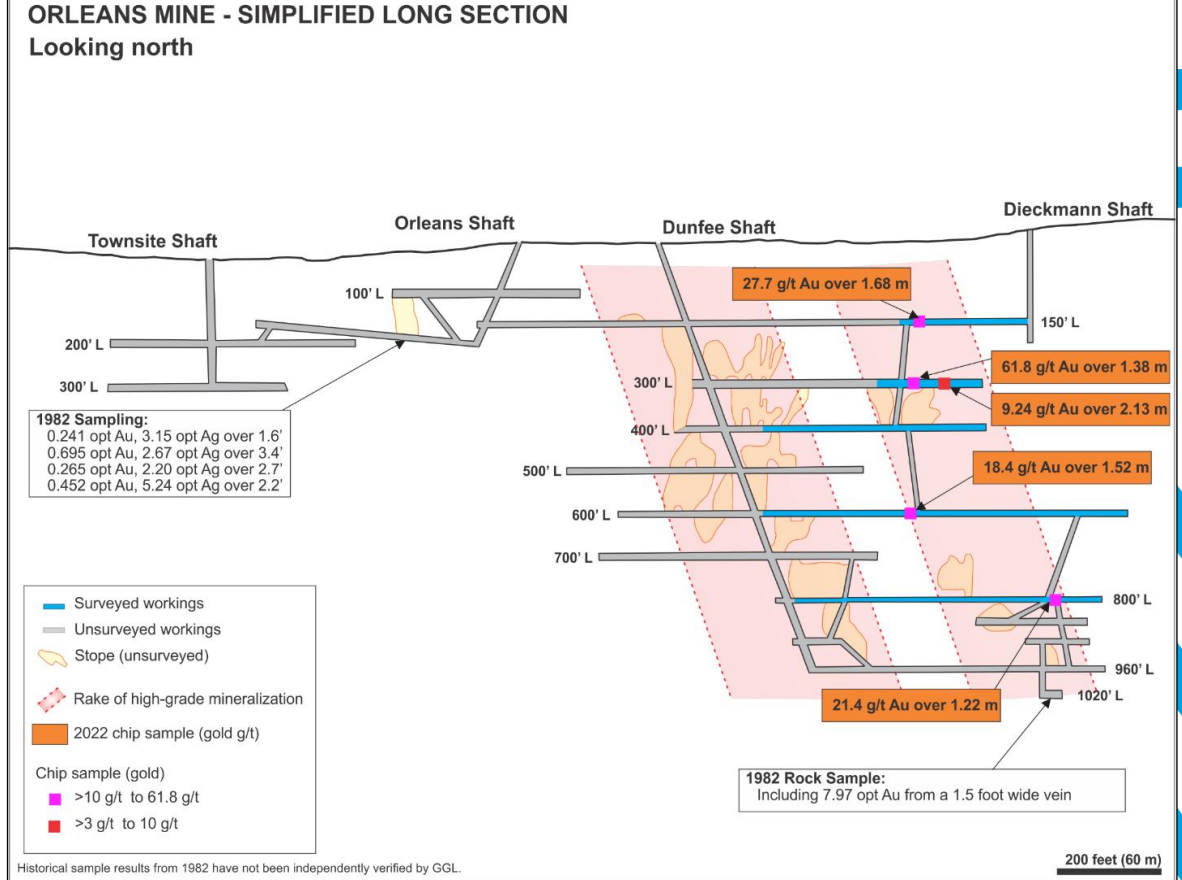 ORLEANS MINE - SIMPLIFIED LONG SECTION
Looking north
Townsite Shaft
Orleans Shaft
Dunfee Shaft
Dieckmann Shaft
27.7 g/t Au over 1.68 m
100' L
150' L
200' L
300' L
300' L
61.8 g/t Au over 1.38 m
9.24 g/t Au over 2.13 m
1982 Sampling:
0.241 opt Au, 3.15 opt Ag over 1.6'
0.695 opt Au, 2.67 opt Ag over 3.4'
0.265 opt Au, 2.20 opt Ag over 2.7'
0.452 opt Au, 5.24 opt Ag over 2.2'
400' L
500' L
18.4 g/t Au over 1.52 m
600' L
700' L
800' L
960' L
1020' L
21.4 g/t Au over 1.22 m
1982 Rock Sample:
Including 7.97 opt Au from a 1.5 foot wide vein
Surveyed workings
Unsurveyed workings
Stope (unsurveyed)
Rake of high-grade mineralization
2022 chip sample (gold g/t)
Chip sample (gold)
>10 g/t to 61.8 g/t
>3 g/t to 10 g/t
Historical sample results from 1982 have not been independently verified by GGL.
200 feet (60 m)